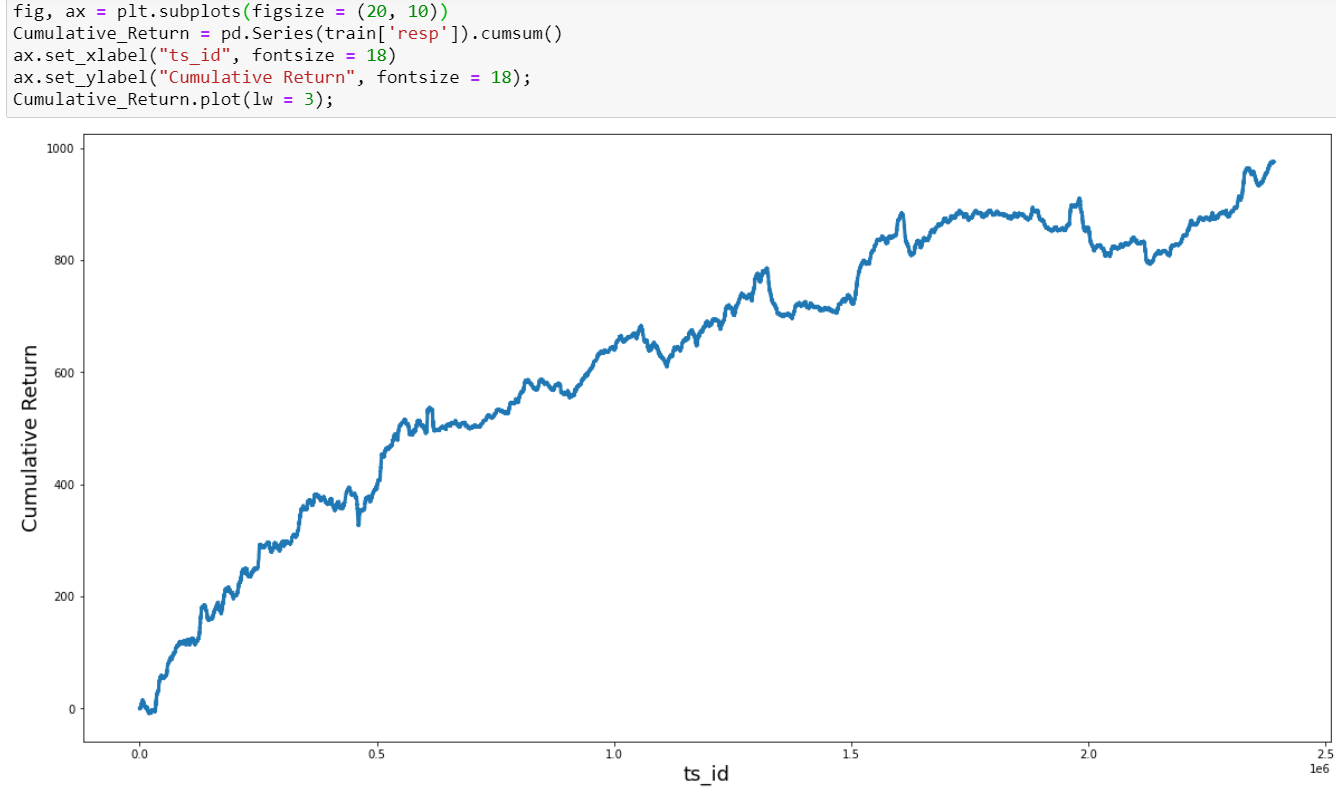 fig, ax = plt.subplots(figsize = (20, 10))
Cumulative_Return = pd.Series(train['resp']).cumsum()
ax.set_xlabel("ts_id", fontsize = 18)
ax.set_ylabel("Cumulative Return", fontsize = 18);
Cumulative_Return.plot(lw = 3);
1000
800
600
400
200
0
Cumulative Return
0.0 0.5 1.0 1.5 2.0 2.5
1e6
ts_id